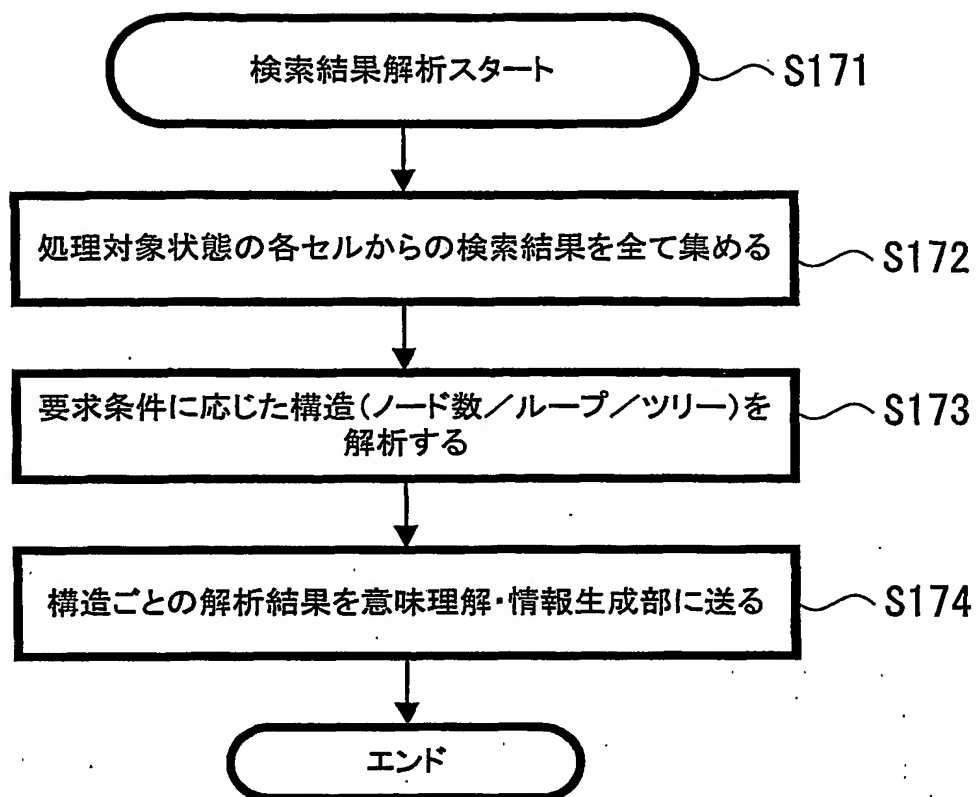 検索結果解析スタート
S171
処理対象状態の各セルからの検索結果を全て集める
S172
要求条件に応じた構造(ノード数／ループ／ツリー)を
解析する
S173
構造ごとの解析結果を意味理解・情報生成部に送る
S174
エンド